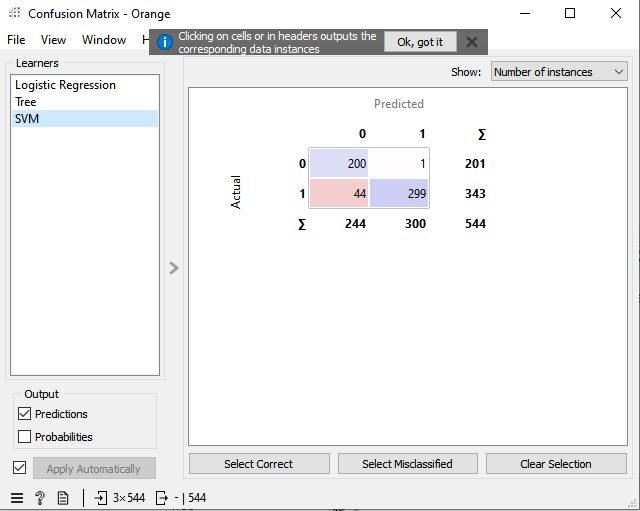 Confusion Matrix - Orange
File View Window H
Clicking on cells or in headers outputs the
corresponding data instances
Ok, got it
Learners
Logistic Regression
Tree
SVM
Show: Number of instances
Predicted
0 1 Σ
Actual
0 200 1 201
1 44 299 343
Σ 244 300 544
Output
Predictions
Probabilities
Apply Automatically
Select Correct
Select Misclassified
Clear Selection
3×544
- | 544